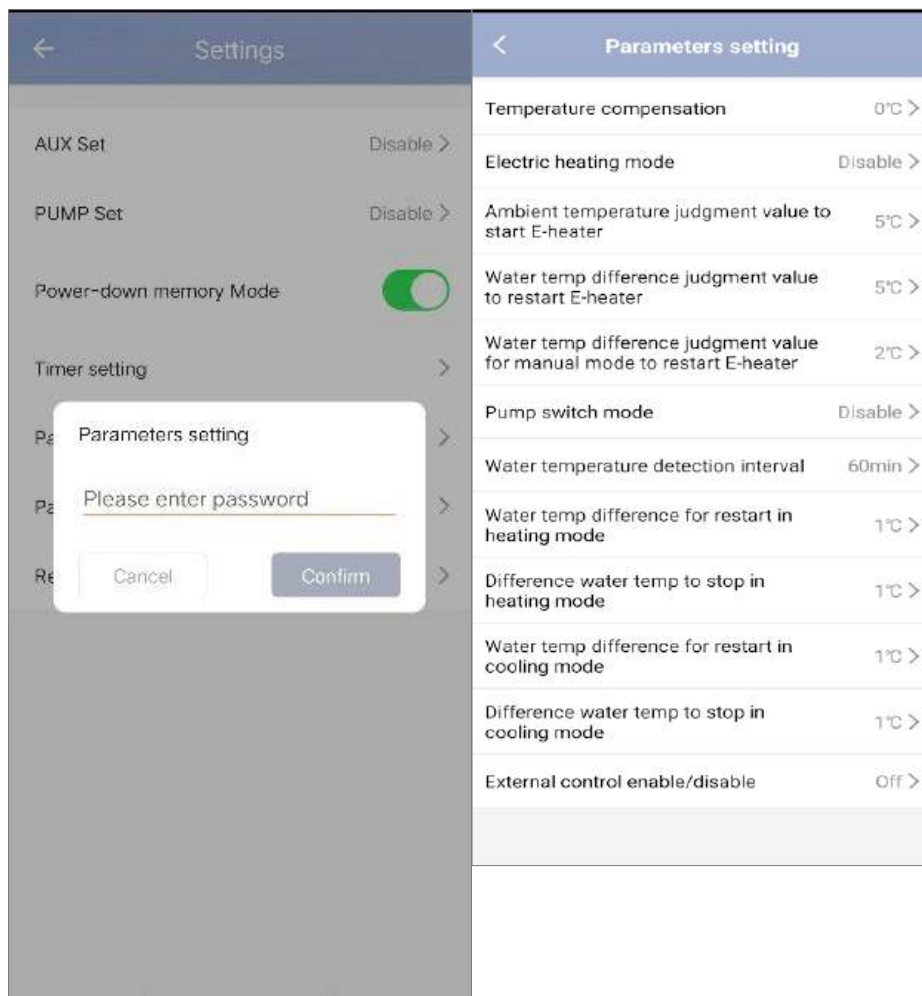 Settings
AUX Set
Disable
PUMP Set
Disable
Power-down memory Mode
Timer setting
Pa
Parameters setting
Pa
Please enter password
Re
Cancel
Confirm
Parameters setting
Temperature compensation
0℃
Electric heating mode
Disable
Ambient temperature judgment value to
start E-heater
5℃
Water temp difference judgment value
to restart E-heater
5℃
Water temp difference judgment value
for manual mode to restart E-heater
2℃
Pump switch mode
Disable
Water temperature detection interval
60min
Water temp difference for restart in
heating mode
1℃
Difference water temp to stop in
heating mode
1℃
Water temp difference for restart in
cooling mode
1℃
Difference water temp to stop in
cooling mode
1℃
External control enable/disable
Off